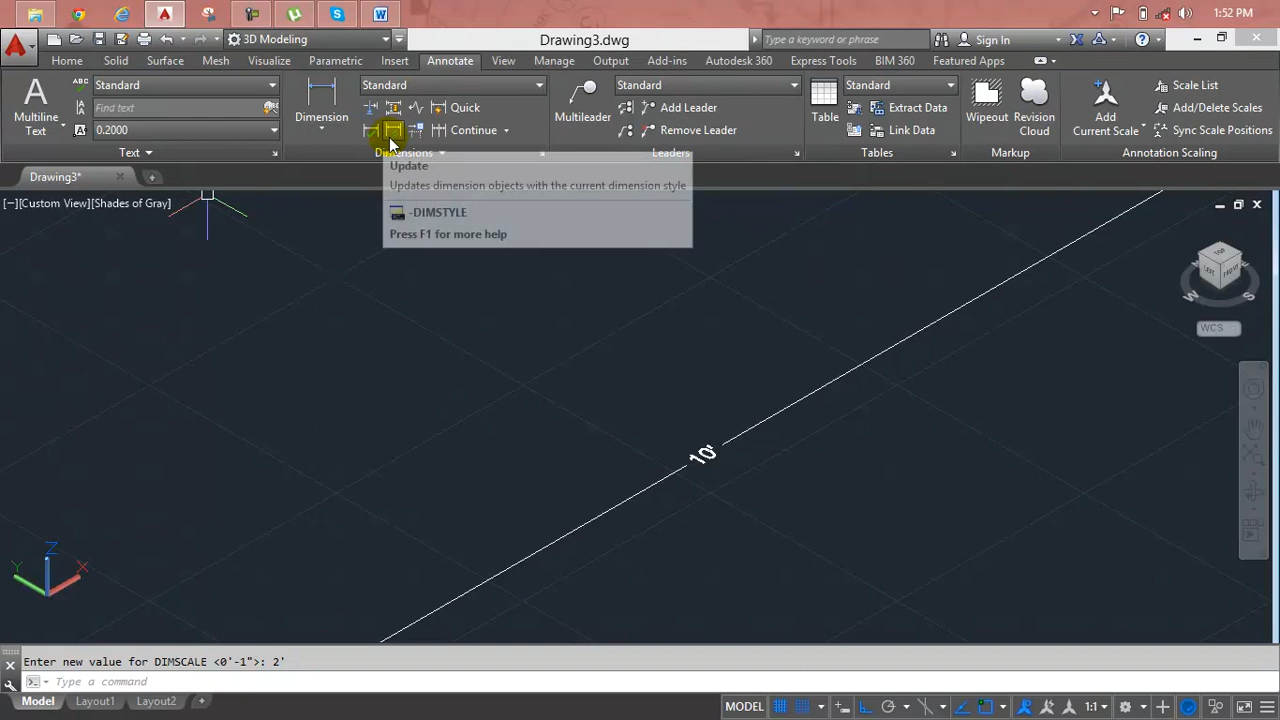 1:52 PM
3D Modeling
Drawing3.dwg
Type a keyword or phrase
Sign In
Home Solid Surface Mesh Visualize Parametric Insert Annotate View Manage Output Add-ins Autodesk 360 Express Tools BIM 360 Featured Apps
Multiline
Text
Standard
Find text
0.2000
Text
Dimension
Standard
Quick
Continue
Dimensions
Multileader
Standard
Add Leader
Remove Leader
Leaders
Table
Standard
Extract Data
Link Data
Tables
Wipeout
Revision
Cloud
Markup
Add
Current Scale
Scale List
Add/Delete Scales
Sync Scale Positions
Annotation Scaling
Drawing3*
Update
Updates dimension objects with the current dimension style
-DIMSTYLE
Press F1 for more help
[−][Custom View][Shades of Gray]
TOP
LEFT
FRONT
W
S
WCS
10'
Z
Y
X
Enter new value for DIMSCALE <0'-1">: 2'
Type a command
Model Layout1 Layout2
MODEL
1:1